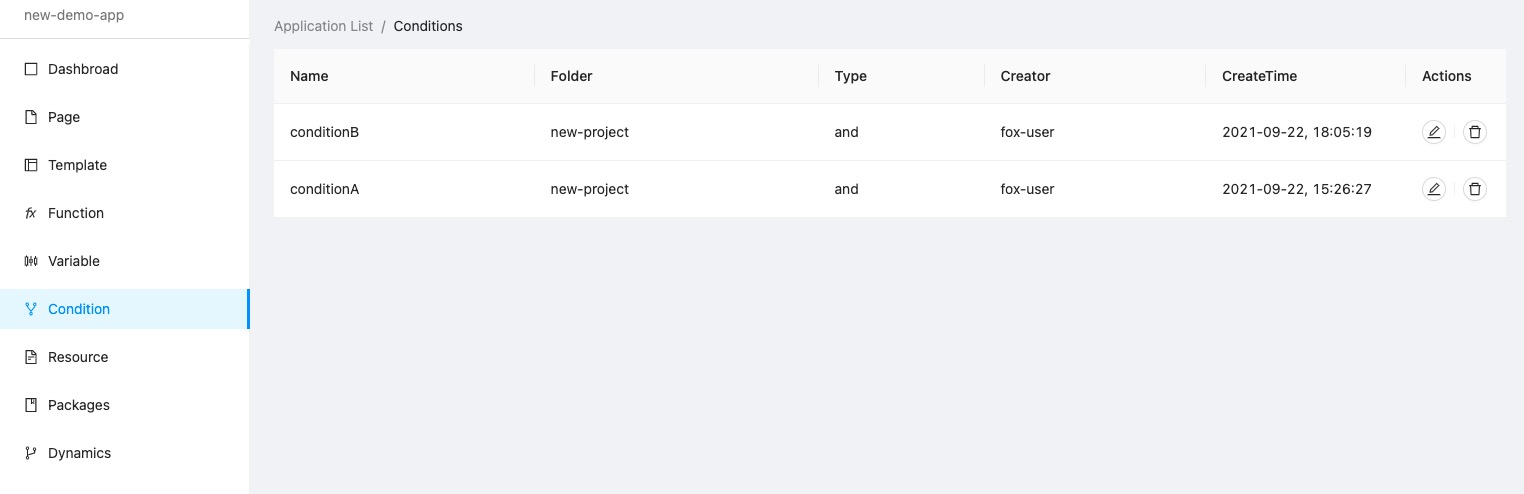 new-demo-app
Dashbroad
Page
Template
Function
Variable
Condition
Resource
Packages
Dynamics
Application List / Conditions
Name Folder Type Creator CreateTime Actions
conditionB new-project and fox-user 2021-09-22, 18:05:19
conditionA new-project and fox-user 2021-09-22, 15:26:27